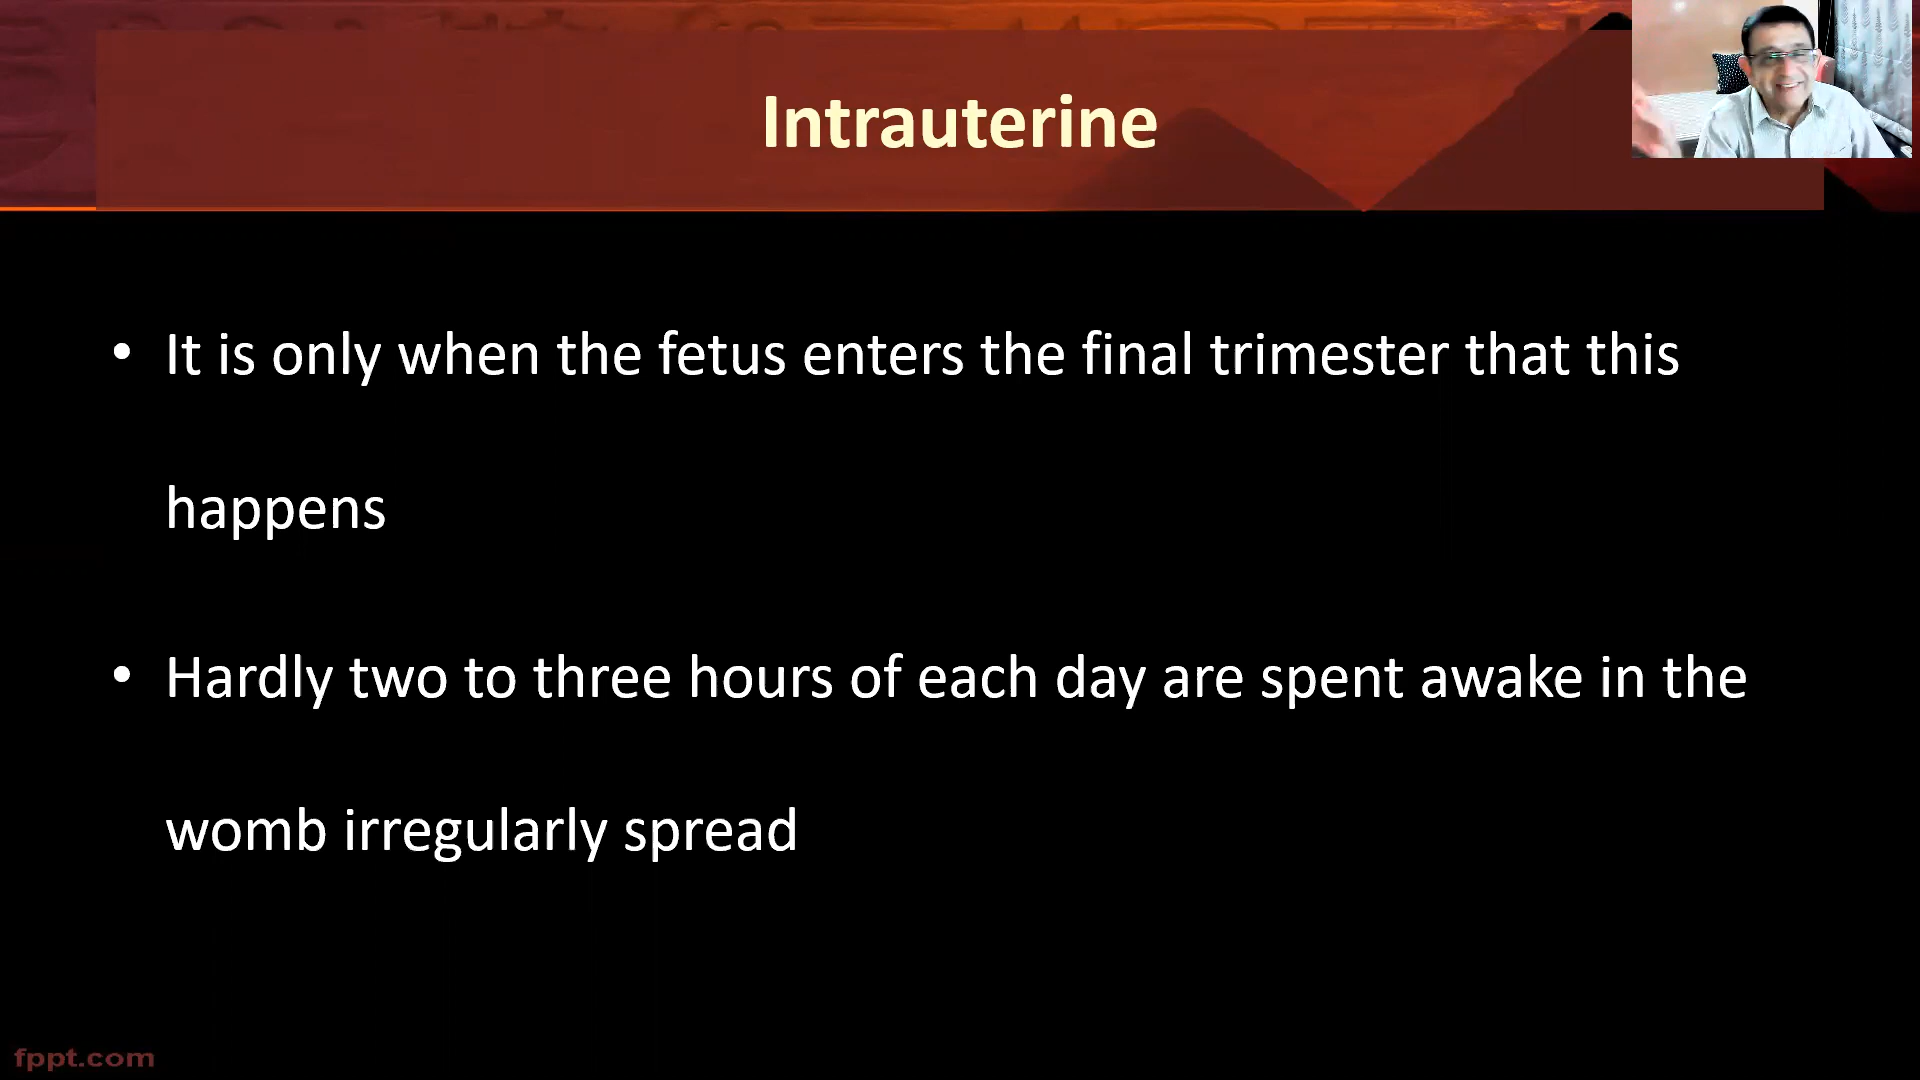 Intrauterine
• It is only when the fetus enters the final trimester that this
happens
• Hardly two to three hours of each day are spent awake in the
womb irregularly spread
fppt.com